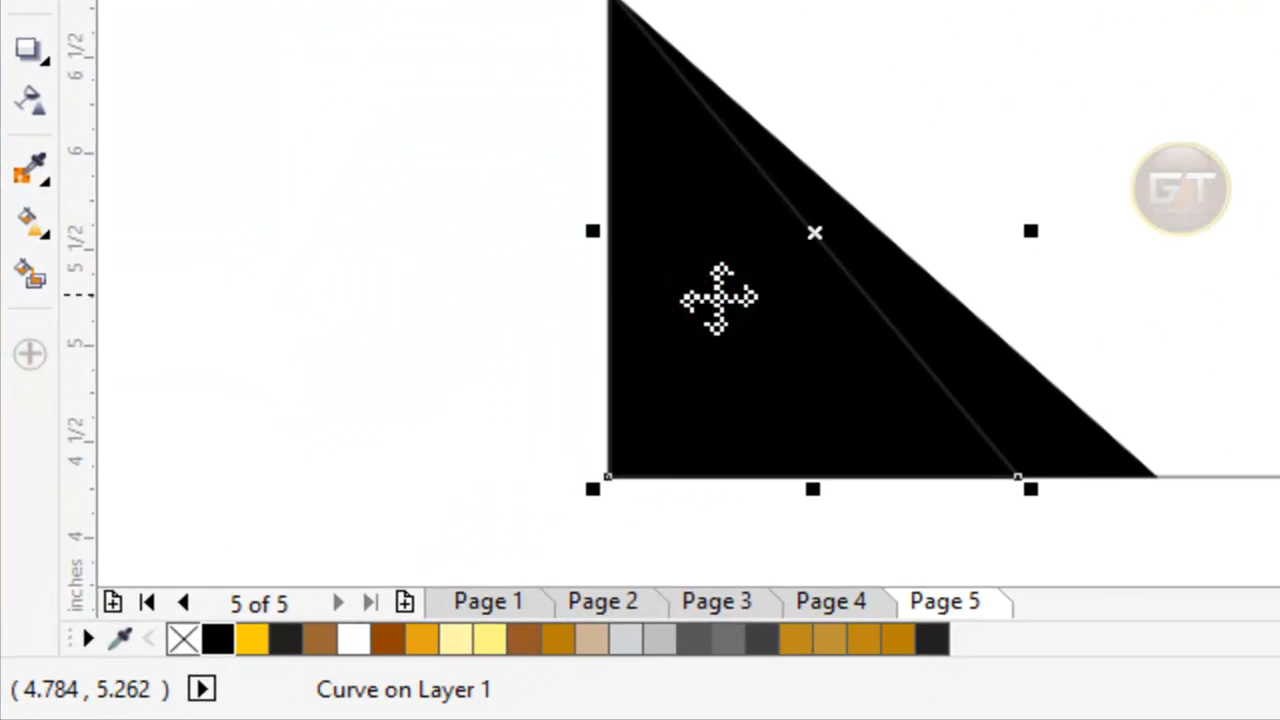 6 1/2
6
5 1/2
5
4 1/2
4
inches
GT
5 of 5
Page 1
Page 2
Page 3
Page 4
Page 5
( 4.784 , 5.262 )
Curve on Layer 1